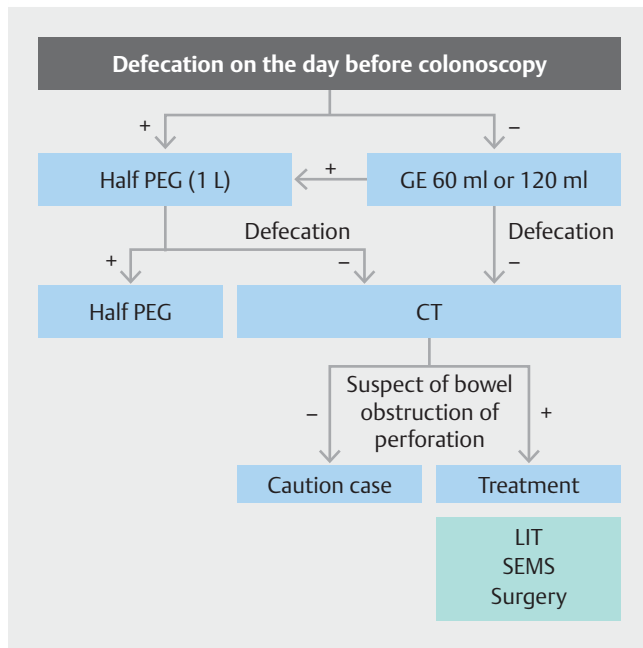 Defecation on the day before colonoscopy
+
–
Half PEG (1 L)
+
GE 60 ml or 120 ml
Defecation
Defecation
+
–
–
Half PEG
CT
Suspect of bowel
obstruction of
perforation
–
+
Caution case
Treatment
LIT
SEMS
Surgery